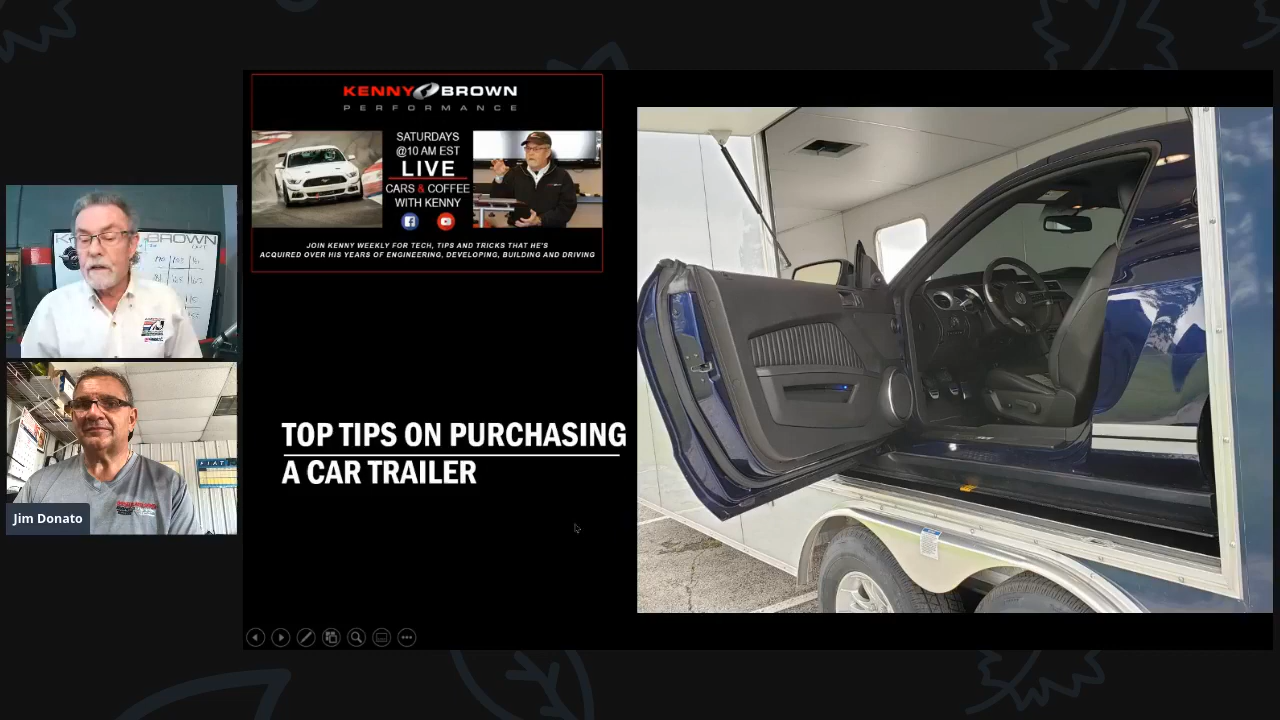 KENNY BROWN
PERFORMANCE
SATURDAYS
@10 AM EST
LIVE
CARS & COFFEE
WITH KENNY
JOIN KENNY WEEKLY FOR TECH, TIPS AND TRICKS THAT HE'S
ACQUIRED OVER HIS YEARS OF ENGINEERING, DEVELOPING, BUILDING AND DRIVING
BROWN
TOP TIPS ON PURCHASING
A CAR TRAILER
FIAT
Jim Donato